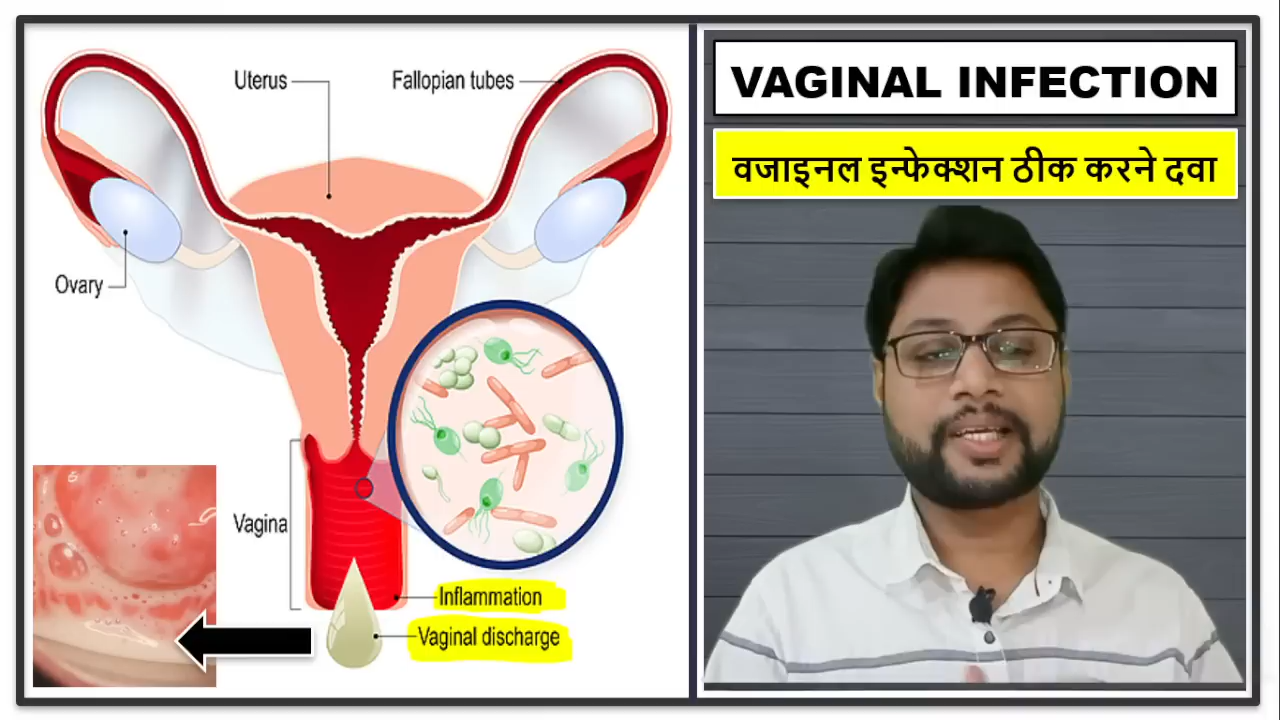 Uterus
Fallopian tubes
Ovary
Vagina
Inflammation
Vaginal discharge
VAGINAL INFECTION
वजाइनल इन्फेक्शन ठीक करने दवा